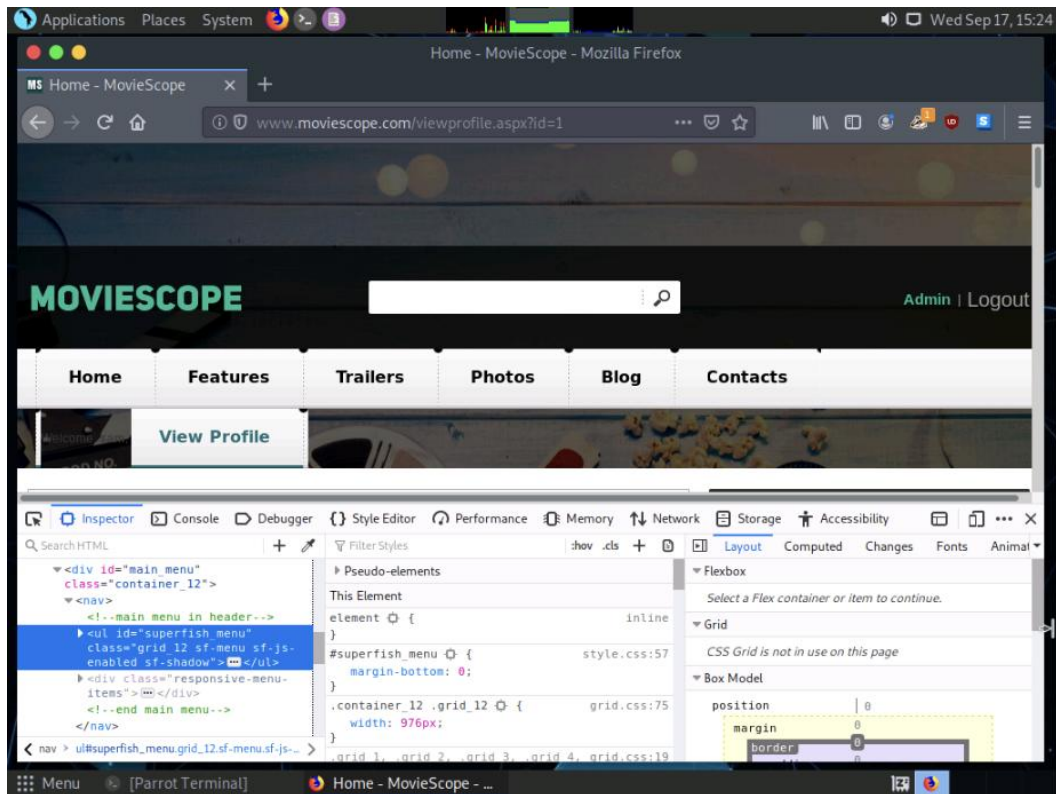 Applications Places System Wed Sep 17, 15:24
Home - MovieScope - Mozilla Firefox
MS Home - MovieScope × +
www.moviescope.com/viewprofile.aspx?id=1
MOVIESCOPE
Admin | Logout
Home Features Trailers Photos Blog Contacts
View Profile
Inspector Console Debugger {} Style Editor Performance Memory Network Storage Accessibility
Search HTML
Filter Styles :hov .cls +
Layout Computed Changes Fonts
<div id="main_menu"
class="container_12">
<nav>
<!--main menu in header-->
<ul id="superfish_menu"
class="grid_12 sf-menu sf-js-
enabled sf-shadow"></ul>
<div class="responsive-menu-
items"></div>
<!--end main menu-->
</nav>
nav > ul#superfish_menu.grid_12.sf-menu.sf-js-...
Pseudo-elements
This Element
element { inline
}
#superfish_menu { style.css:57
margin-bottom: 0;
}
.container_12 .grid_12 { grid.css:75
width: 976px;
}
.grid_1, .grid_2, .grid_3, .grid_4, grid.css:19
Flexbox
Select a Flex container or item to continue.
Grid
CSS Grid is not in use on this page
Box Model
position 0
margin 0
border 0
Menu [Parrot Terminal] Home - MovieScope - ...